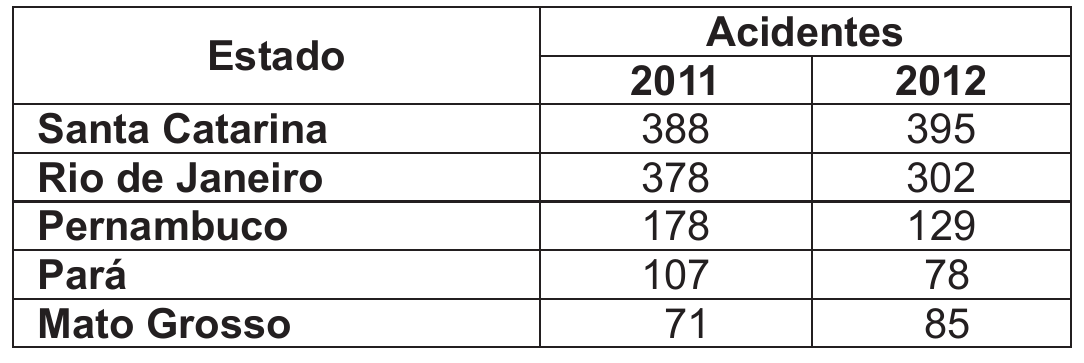 Estado Acidentes
2011 2012
Santa Catarina 388 395
Rio de Janeiro 378 302
Pernambuco 178 129
Pará 107 78
Mato Grosso 71 85